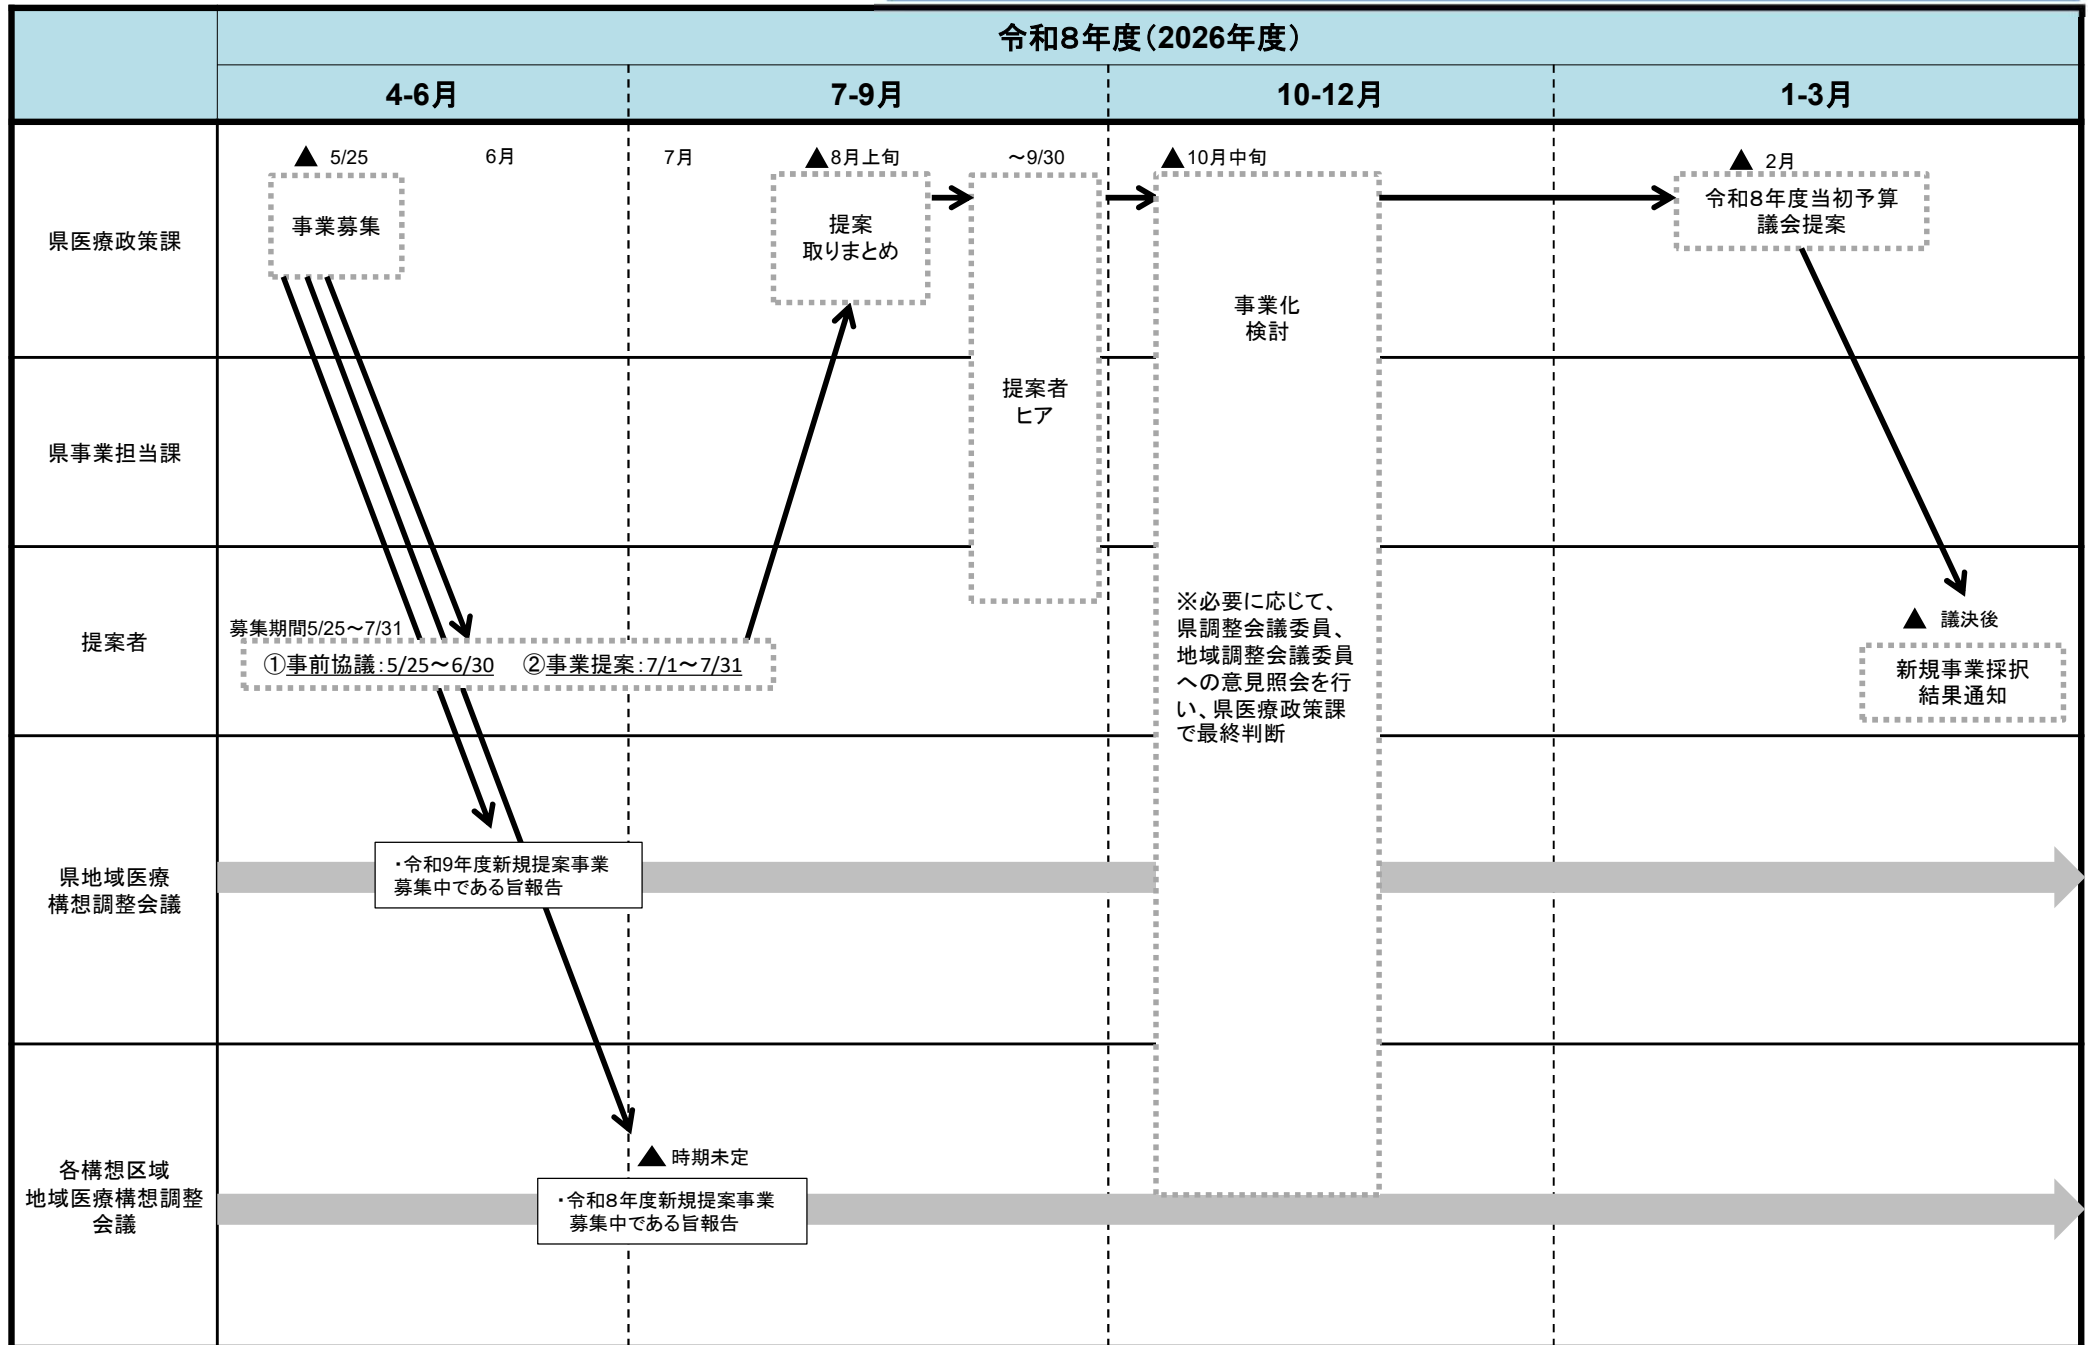 令和8年度(2026年度)
4-6月
7-9月
10-12月
1-3月
県医療政策課
▲ 5/25
6月
7月
▲8月上旬
～9/30
▲10月中旬
▲ 2月
事業募集
提案
取りまとめ
事業化
検討
令和8年度当初予算
議会提案
県事業担当課
提案者
ヒア
提案者
募集期間5/25～7/31
①事前協議:5/25～6/30 ②事業提案:7/1～7/31
※必要に応じて、
県調整会議委員、
地域調整会議委員
への意見照会を行
い、県医療政策課
で最終判断
▲ 議決後
新規事業採択
結果通知
県地域医療
構想調整会議
・令和9年度新規提案事業
募集中である旨報告
各構想区域
地域医療構想調整
会議
▲ 時期未定
・令和8年度新規提案事業
募集中である旨報告